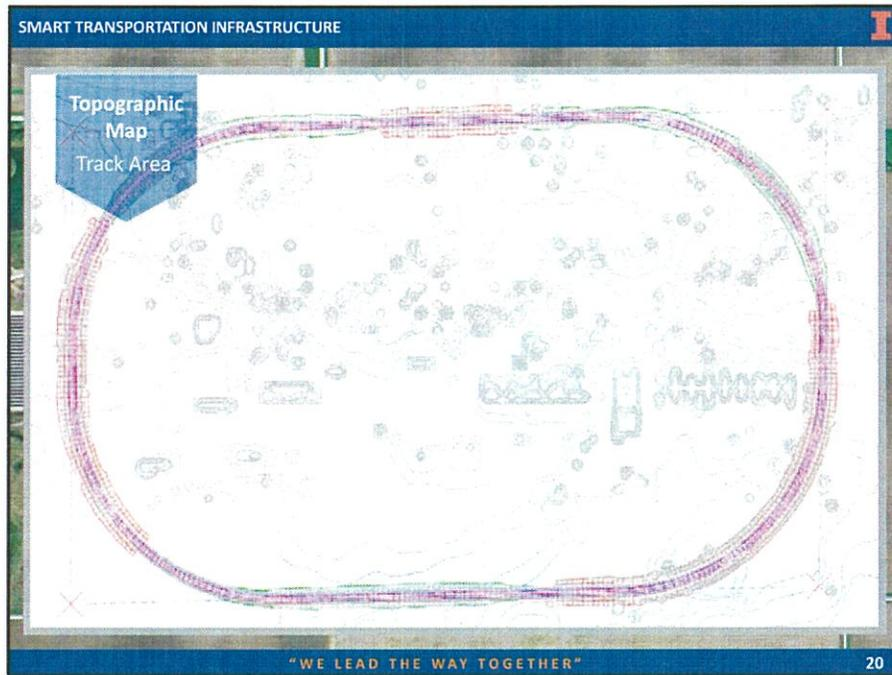 SMART TRANSPORTATION INFRASTRUCTURE
I
Topographic
Map
Track Area
"WE LEAD THE WAY TOGETHER"
20